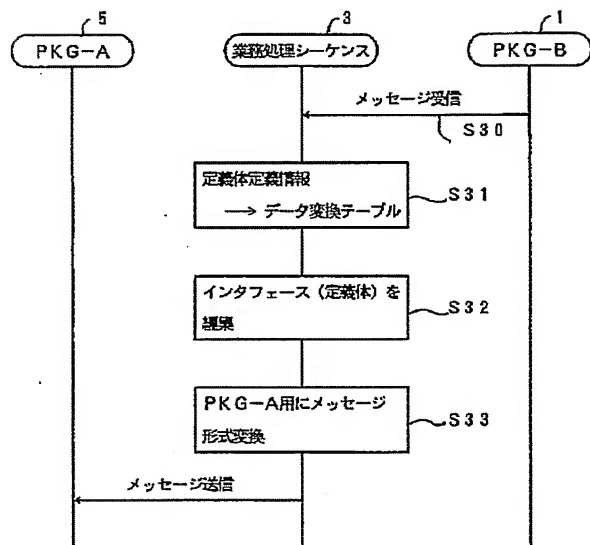 5
3
1
PKG-A
業務処理シーケンス
PKG-B
メッセージ受信
S30
定義体定義情報
→ データ変換テーブル
S31
インタフェース(定義体)を
編集
S32
PKG-A用にメッセージ
形式変換
S33
メッセージ送信